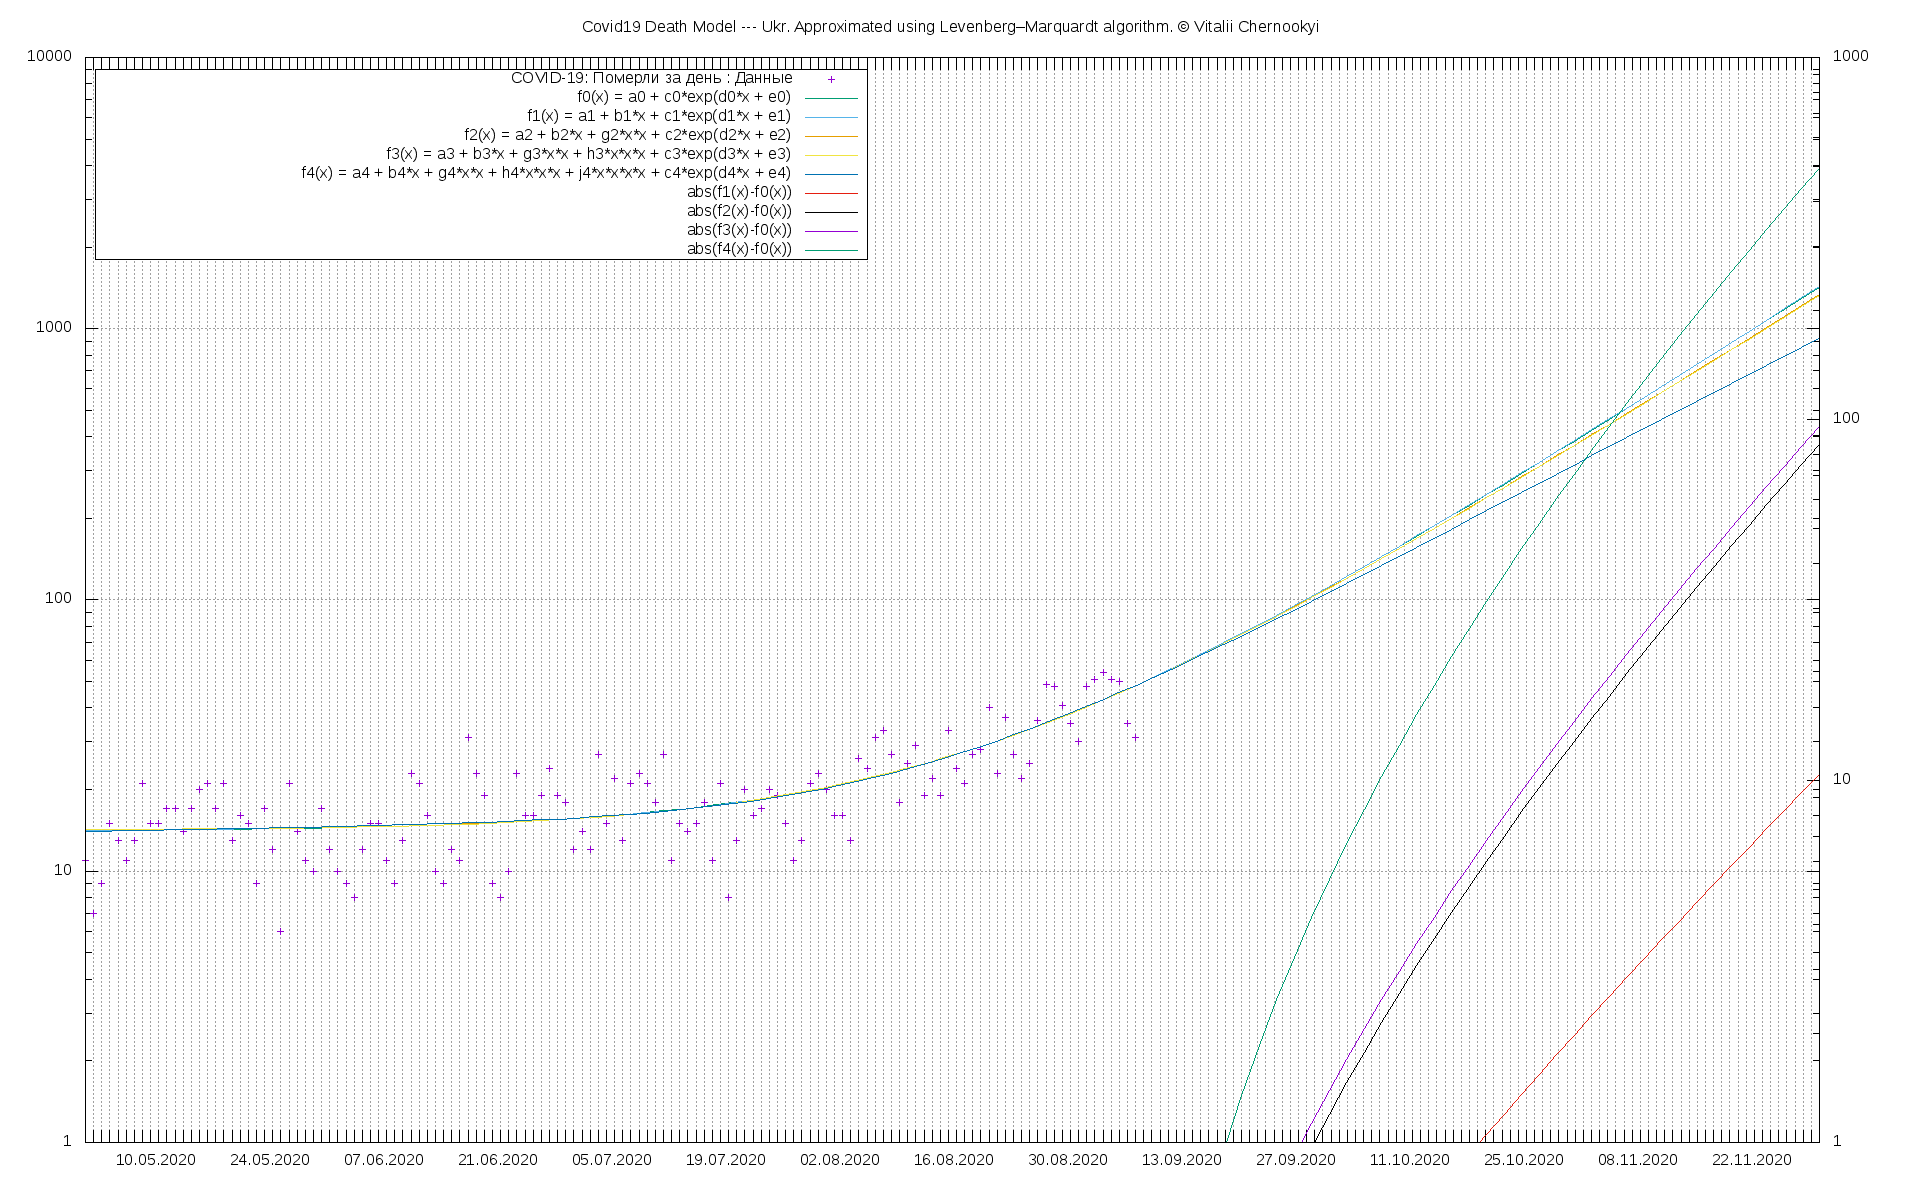 Covid19 Death Model --- Ukr. Approximated using Levenberg–Marquardt algorithm. © Vitalii Chernookyi
10000
1000
100
10
1
COVID-19: Померли за день : Данные
f0(x) = a0 + c0*exp(d0*x + e0)
f1(x) = a1 + b1*x + c1*exp(d1*x + e1)
f2(x) = a2 + b2*x + g2*x*x + c2*exp(d2*x + e2)
f3(x) = a3 + b3*x + g3*x*x + h3*x*x*x + c3*exp(d3*x + e3)
f4(x) = a4 + b4*x + g4*x*x + h4*x*x*x + j4*x*x*x*x + c4*exp(d4*x + e4)
abs(f1(x)-f0(x))
abs(f2(x)-f0(x))
abs(f3(x)-f0(x))
abs(f4(x)-f0(x))
1000
100
10
1
10.05.2020 24.05.2020 07.06.2020 21.06.2020 05.07.2020 19.07.2020 02.08.2020 16.08.2020 30.08.2020 13.09.2020 27.09.2020 11.10.2020 25.10.2020 08.11.2020 22.11.2020